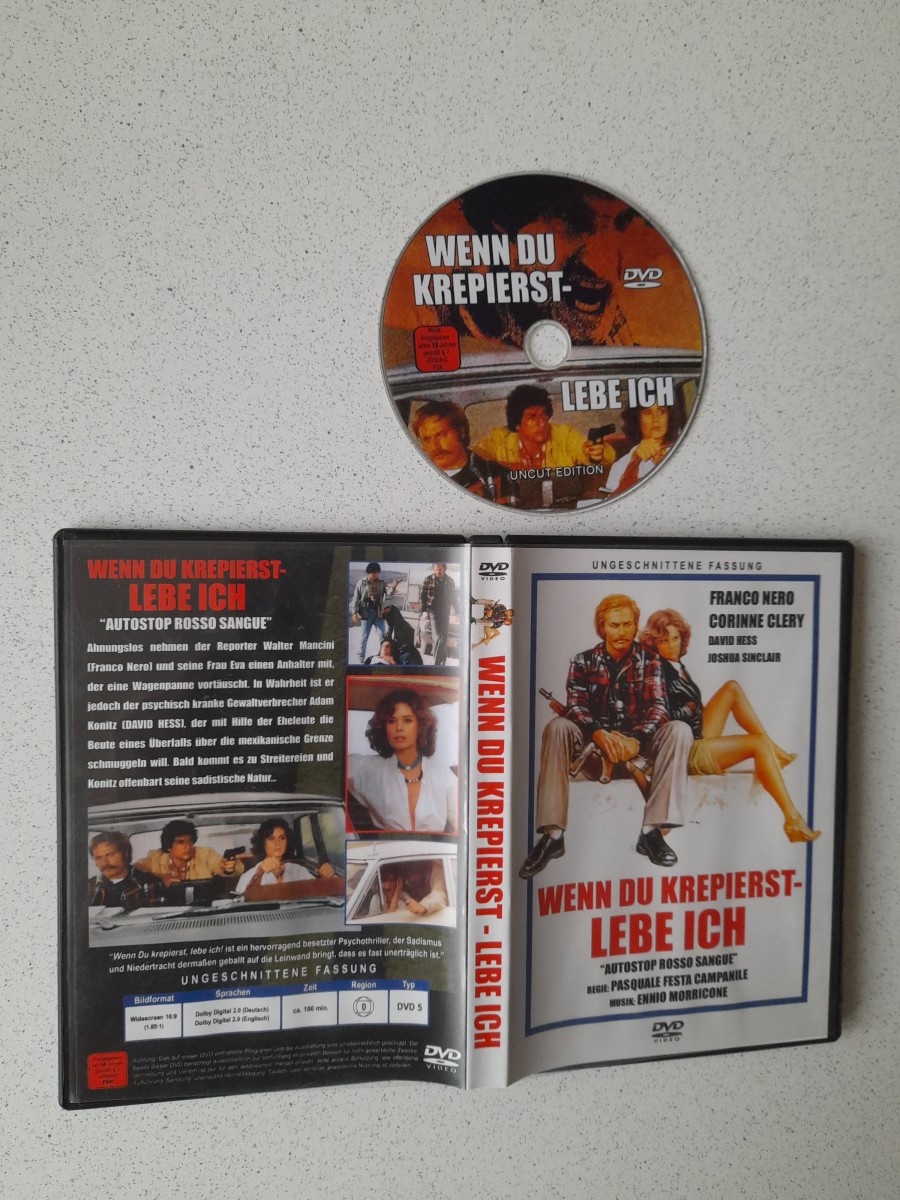 WENN DU
KREPIERST-
DVD
unter 18 Jahren
FSK
LEBE ICH
UNCUT EDITION
WENN DU KREPIERST-
LEBE ICH
"AUTOSTOP ROSSO SANGUE"
Ahnungslos nehmen der Reporter Walter Mancini
(Franco Nero) und seine Frau Eva einen Anhalter mit,
der eine Wagenpanne vortäuscht. In Wahrheit ist er
jedoch der psychisch kranke Gewaltverbrecher Adam
Konitz (DAVID HESS), der mit Hilfe der Eheleute die
Beute eines Überfalls über die mexikanische Grenze
schmuggeln will. Bald kommt es zu Streitereien und
Konitz offenbart seine sadistische Natur...
"Wenn Du krepierst, lebe ich! ist ein hervorragend besetzter Psychothriller, der Sadismus
und Niedertracht dermaßen geballt auf die Leinwand bringt, dass es fast unerträglich ist."
UNGESCHNITTENE FASSUNG
Bildformat Sprachen Zeit Region Typ
Widescreen 16:9
(1.85:1)
Dolby Digital 2.0 (Deutsch)
Dolby Digital 2.0 (Englisch)
ca. 106 min.
0
DVD 5
DVD
VIDEO
DVD
VIDEO
WENN DU KREPIERST - LEBE ICH
UNGESCHNITTENE FASSUNG
FRANCO NERO
CORINNE CLERY
DAVID HESS
JOSHUA SINCLAIR
WENN DU KREPIERST-
LEBE ICH
"AUTOSTOP ROSSO SANGUE"
REGIE: PASQUALE FESTA CAMPANILE
MUSIK: ENNIO MORRICONE
DVD
VIDEO